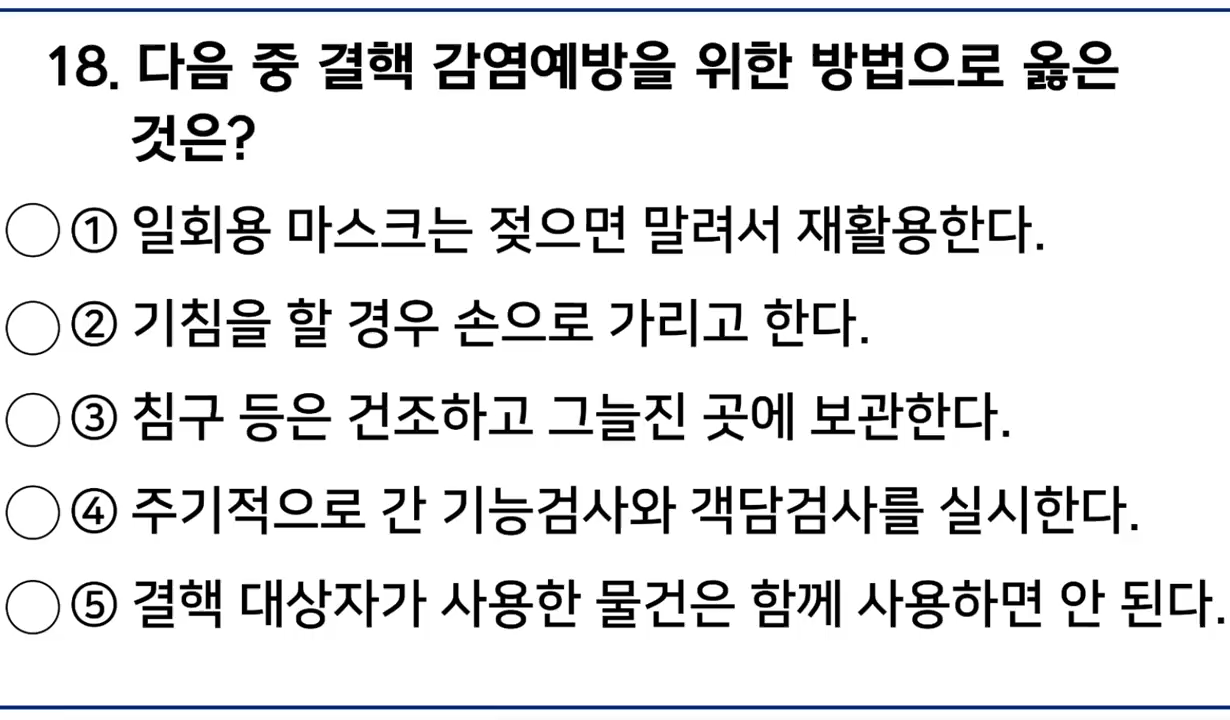 18. 다음 중 결핵 감염예방을 위한 방법으로 옳은
것은?
① 일회용 마스크는 젖으면 말려서 재활용한다.
② 기침을 할 경우 손으로 가리고 한다.
③ 침구 등은 건조하고 그늘진 곳에 보관한다.
④ 주기적으로 간 기능검사와 객담검사를 실시한다.
⑤ 결핵 대상자가 사용한 물건은 함께 사용하면 안 된다.